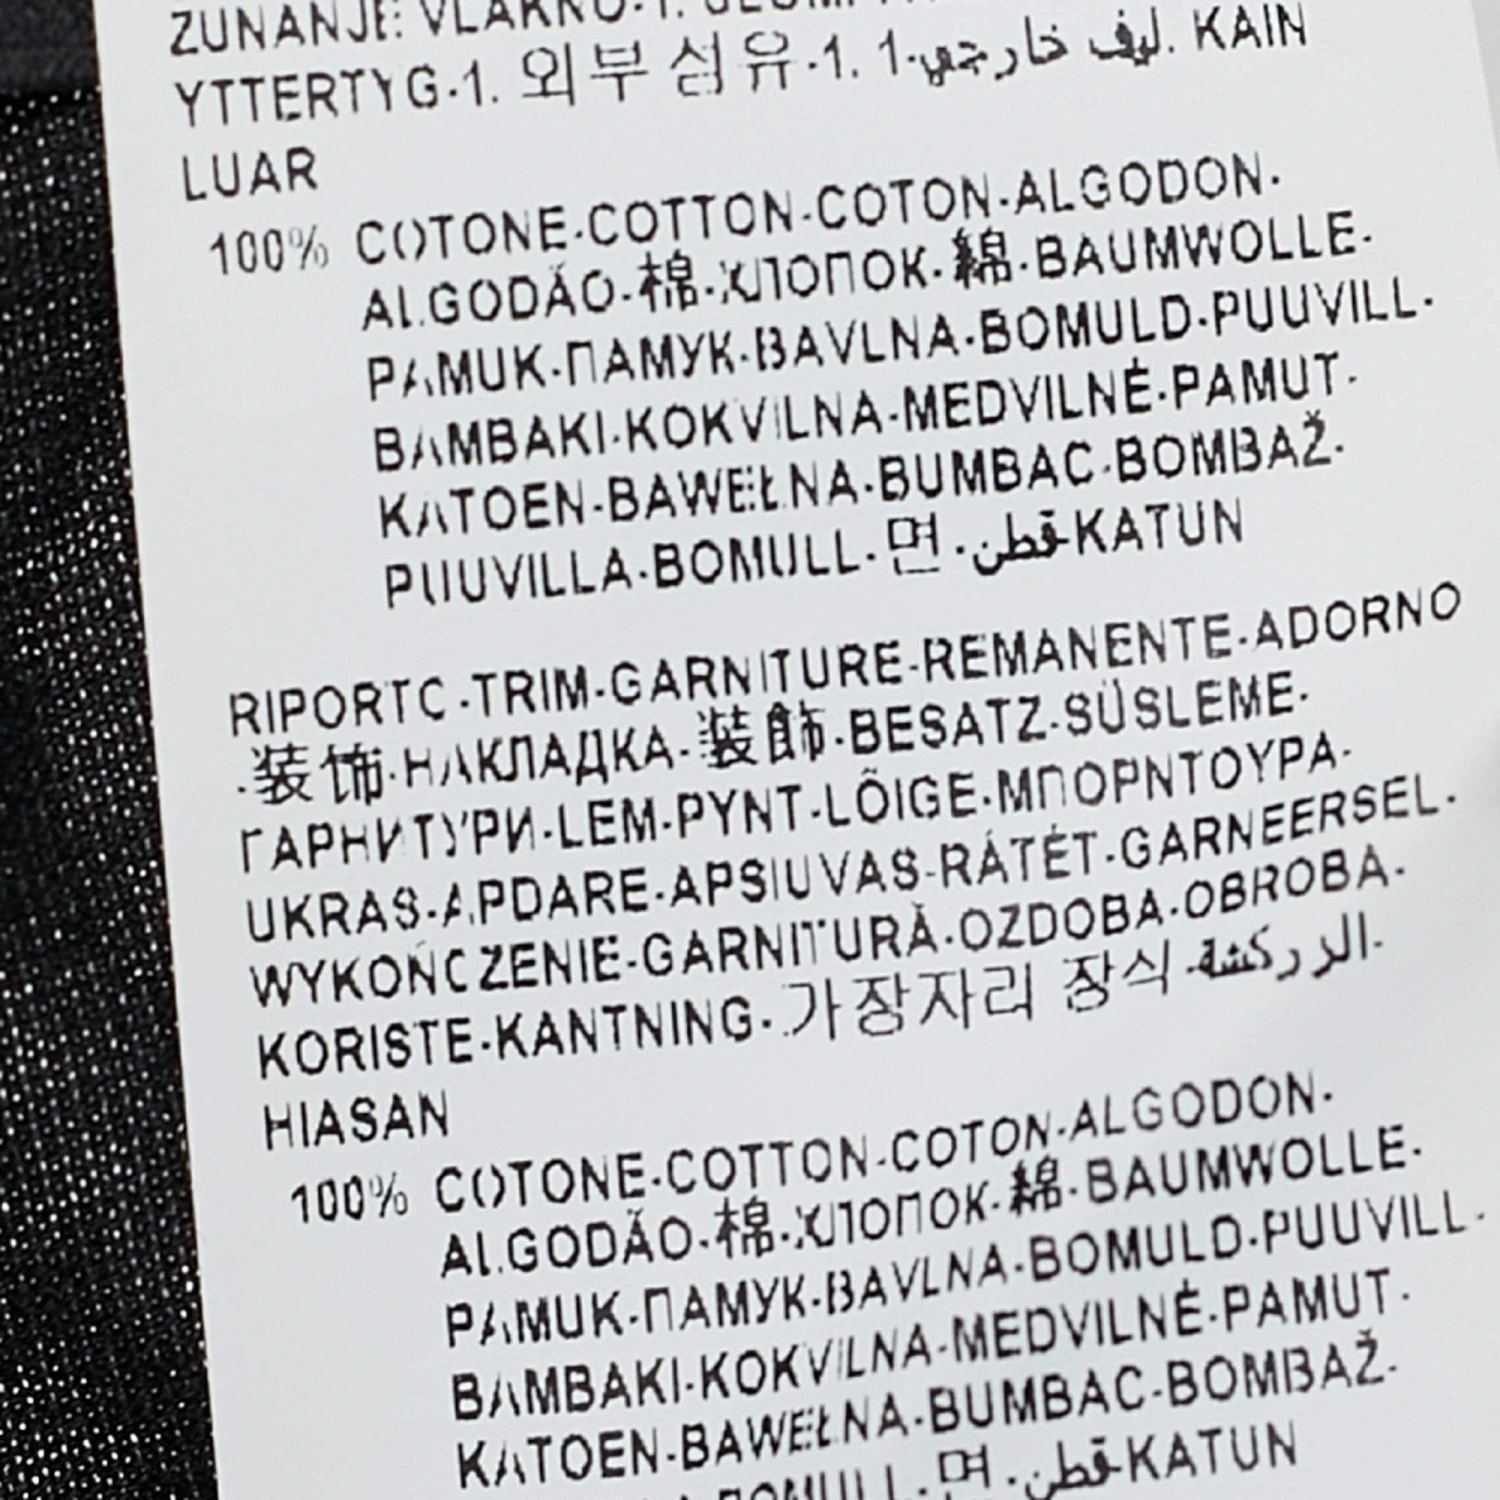 ZUNANJE: VLAKNO-1.
YTTERTYG-1. 외부 섬유-1. 1-ليف خارجي. KAIN
LUAR
100% COTONE-COTTON-COTON-ALGODON-
ALGODÃO-棉-ХЛОПОК-綿-BAUMWOLLE-
PAMUK-ПАМУК-BAVLNA-BOMULD-PUUVILL-
BAMBAKI-KOKVILNA-MEDVILNĖ-PAMUT-
KATOEN-BAWEŁNA-BUMBAC-BOMBAŽ-
PUUVILLA-BOMULL-면-قطن-KATUN
RIPORTO-TRIM-GARNITURE-REMANENTE-ADORNO
-装饰-НАКЛАДКА-装飾-BESATZ-SÜSLEME-
ГАРНИТУРИ-LEM-PYNT-LÕIGE-ΜΠΟΡΝΤΟΥΡΑ-
UKRAS-APDARE-APSIUVAS-RÁTÉT-GARNEERSEL-
WYKOŃCZENIE-GARNITURĂ-OZDOBA-OBROBA-
KORISTE-KANTNING-가장자리 장식-الزركشة-
HIASAN
100% COTONE-COTTON-COTON-ALGODON-
ALGODÃO-棉-ХЛОПОК-綿-BAUMWOLLE-
PAMUK-ПАМУК-BAVLNA-BOMULD-PUUVILL-
BAMBAKI-KOKVILNA-MEDVILNĖ-PAMUT-
KATOEN-BAWEŁNA-BUMBAC-BOMBAŽ-
BOMULL-면-قطن-KATUN